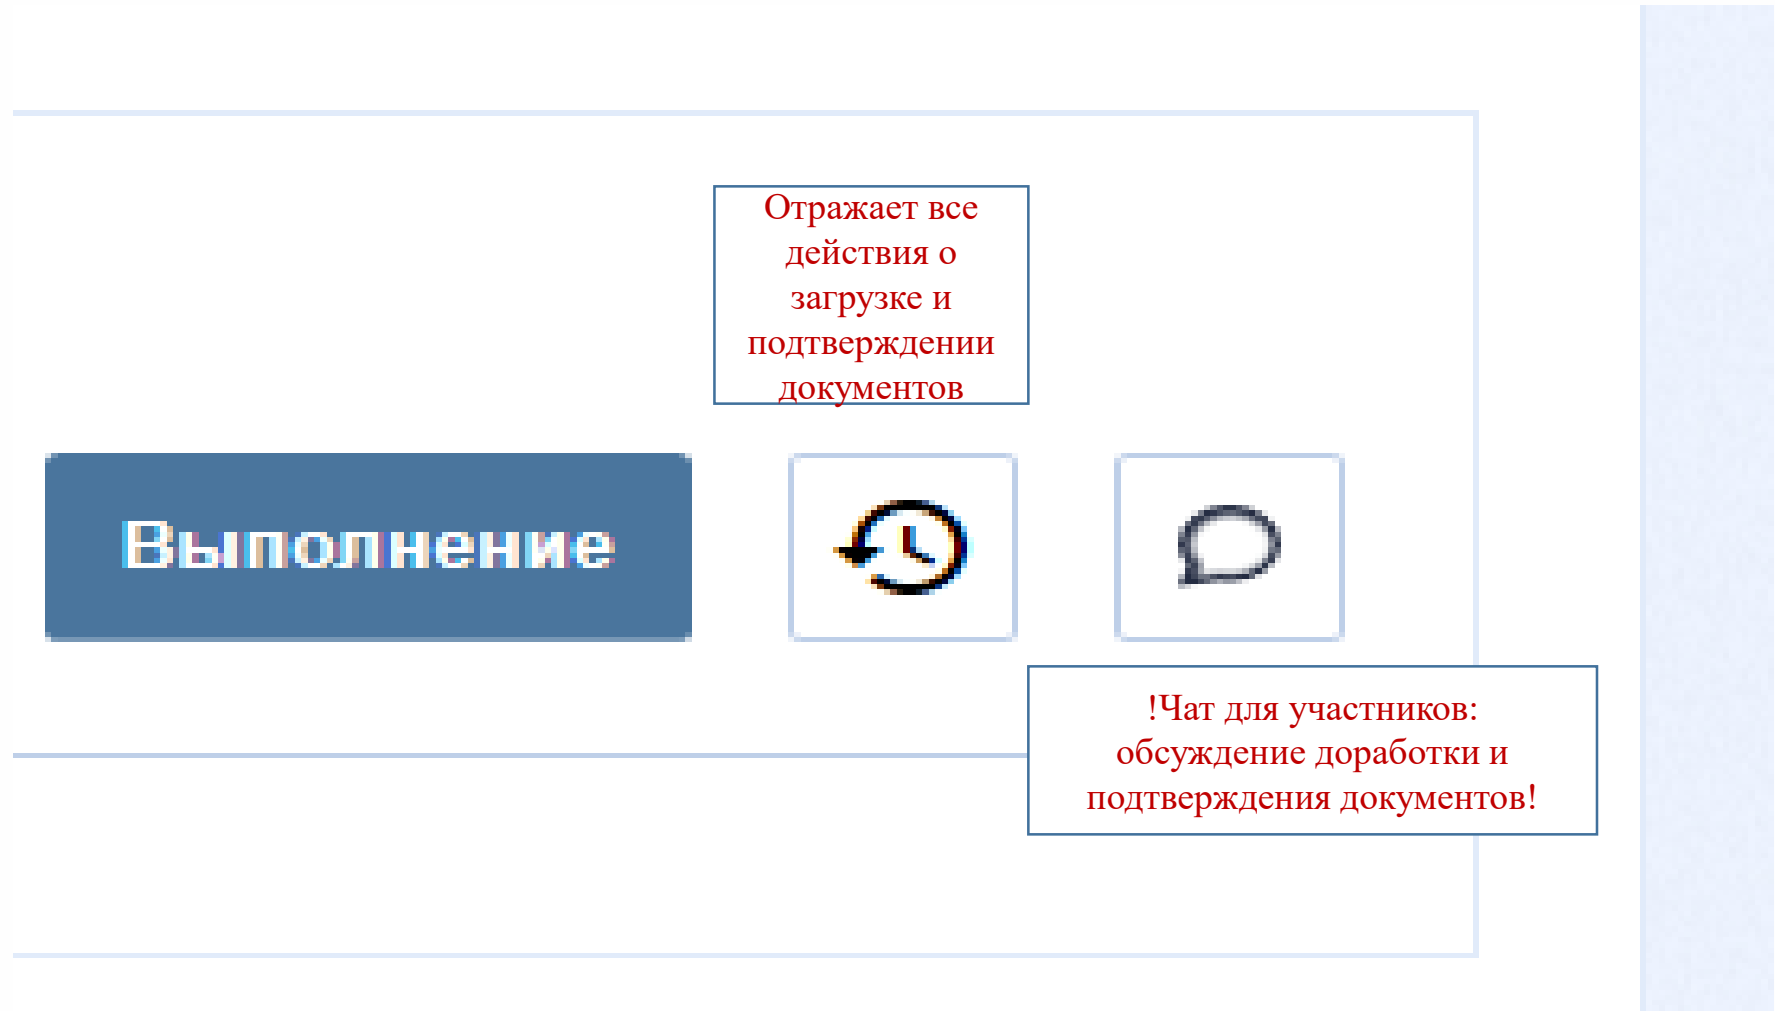 Отражает все
действия о
загрузке и
подтверждении
документов
Выполнение
!Чат для участников:
обсуждение доработки и
подтверждения документов!